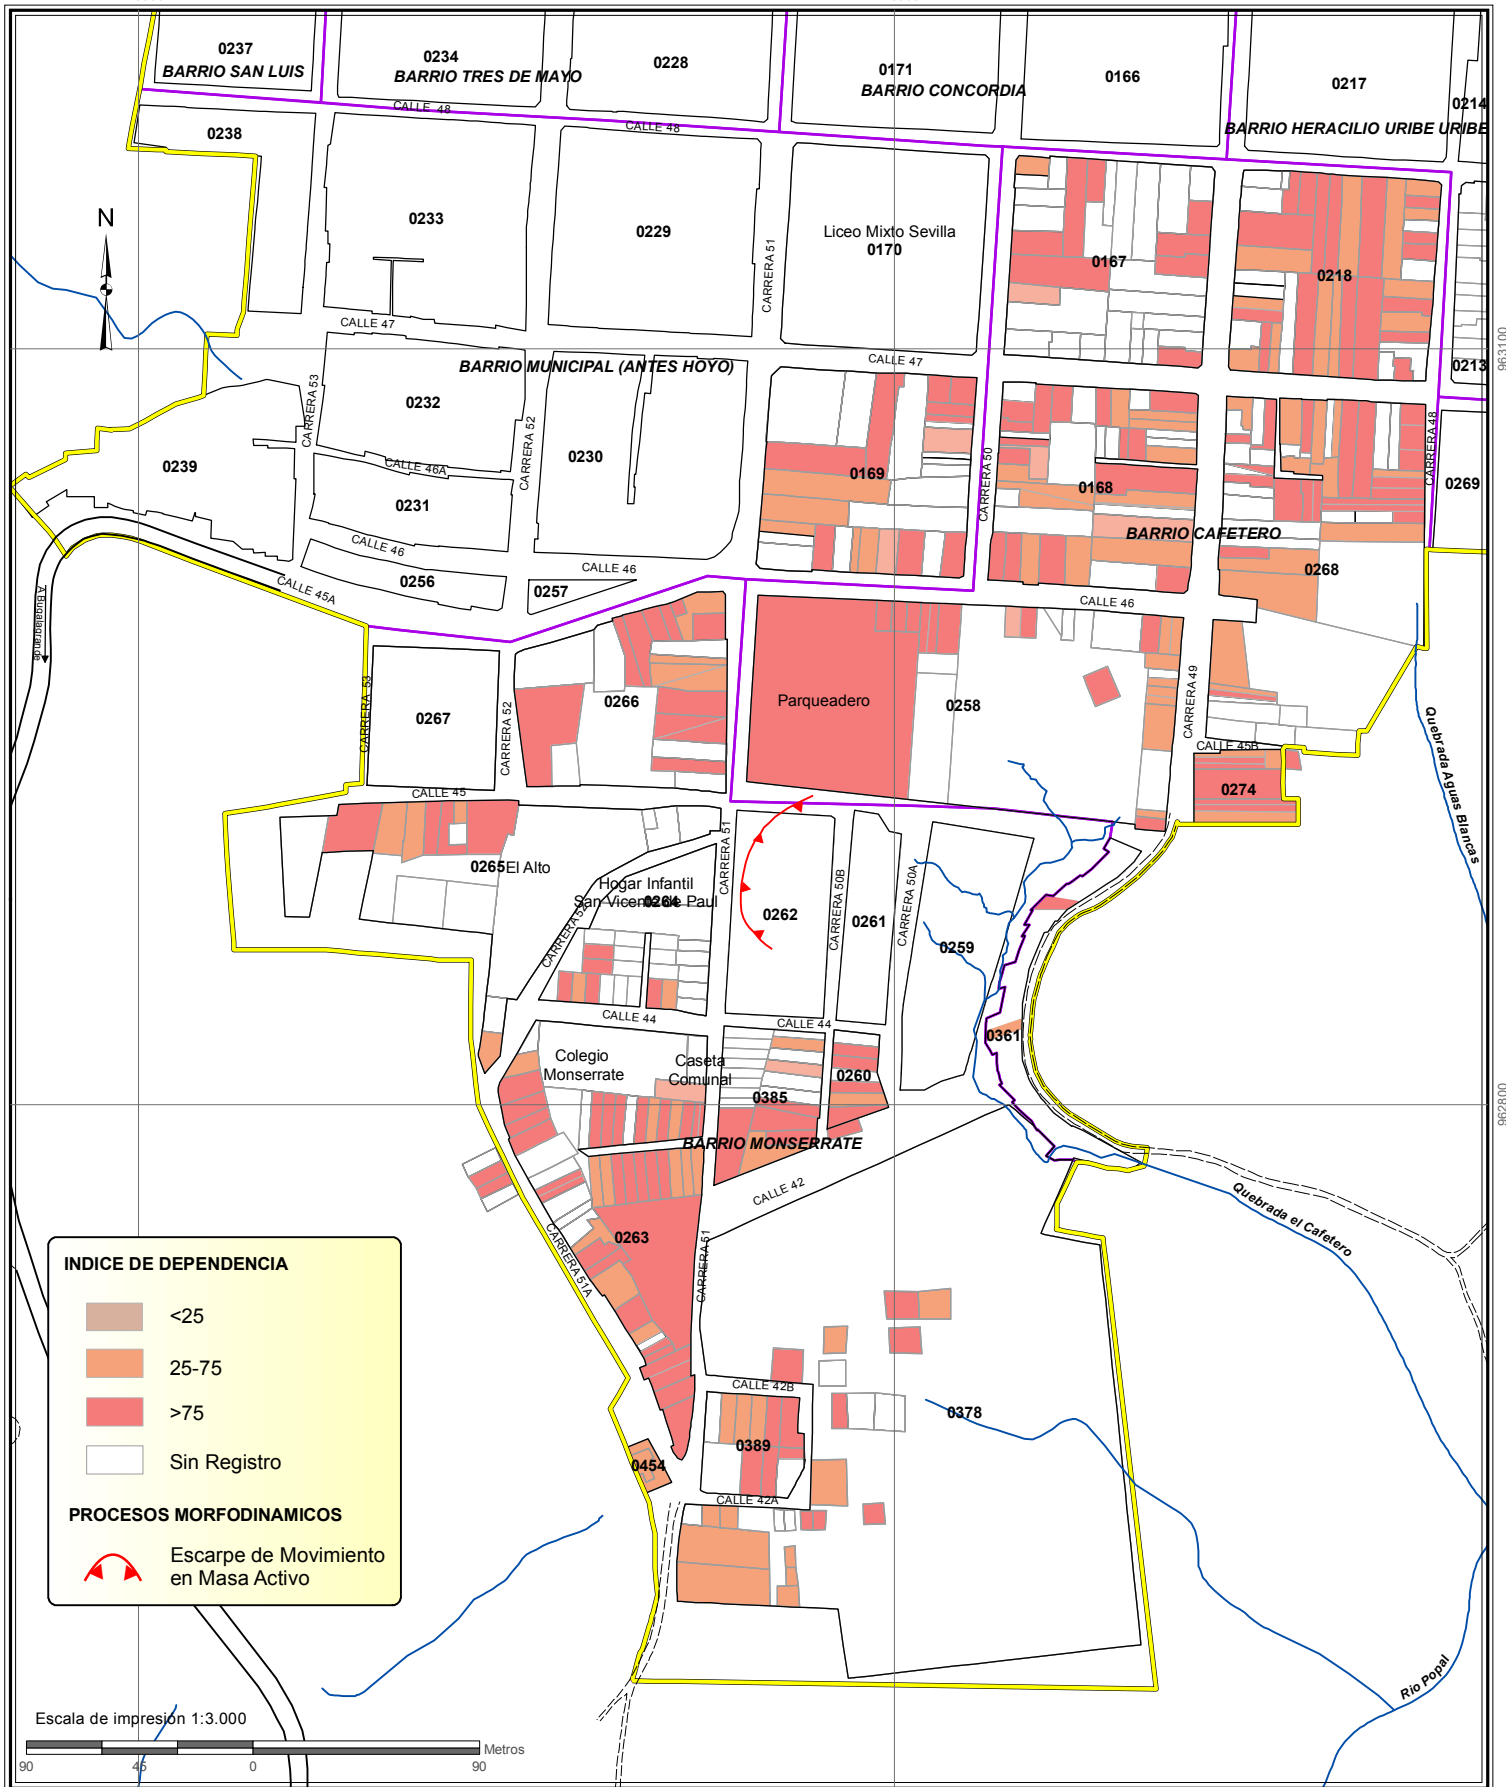 0237
BARRIO SAN LUIS
0234
BARRIO TRES DE MAYO
0228
0171
BARRIO CONCORDIA
0166
0217
0214
BARRIO HERACILIO URIBE URIBE
CALLE 48
CALLE 48
0238
N
0233
0229
CARRERA 51
Liceo Mixto Sevilla
0170
0167
0218
CALLE 47
CALLE 47
963100
BARRIO MUNICIPAL (ANTES HOYO)
0213
CARRERA 53
0232
CARRERA 52
0230
0239
CALLE 46A
0169
CARRERA 50
0168
CARRERA 48
0269
0231
BARRIO CAFETERO
CALLE 46
CALLE 46
0268
0256
0257
CALLE 45A
CALLE 46
A Bugalagrande
CARRERA 53
0267
CARRERA 52
0266
Parqueadero
0258
CARRERA 49
Quebrada Aguas Blancas
CALLE 45B
0274
CALLE 45
CARRERA 51
0265
El Alto
Hogar Infantil
San Vicente de Paul
0264
CARRERA 52
0262
CARRERA 50B
0261
CARRERA 50A
0259
CALLE 44
CALLE 44
0361
Colegio
Monserrate
Caseta
Comunal
0260
0385
962800
BARRIO MONSERRATE
CALLE 42
Quebrada el Cafetero
0263
CARRERA 51
CARRERA 51A
INDICE DE DEPENDENCIA
<25
25-75
>75
Sin Registro
PROCESOS MORFODINAMICOS
Escarpe de Movimiento
en Masa Activo
CALLE 42B
0378
0389
0454
CALLE 42A
Rio Popal
Escala de impresión 1:3.000
Metros
90 45 0 90